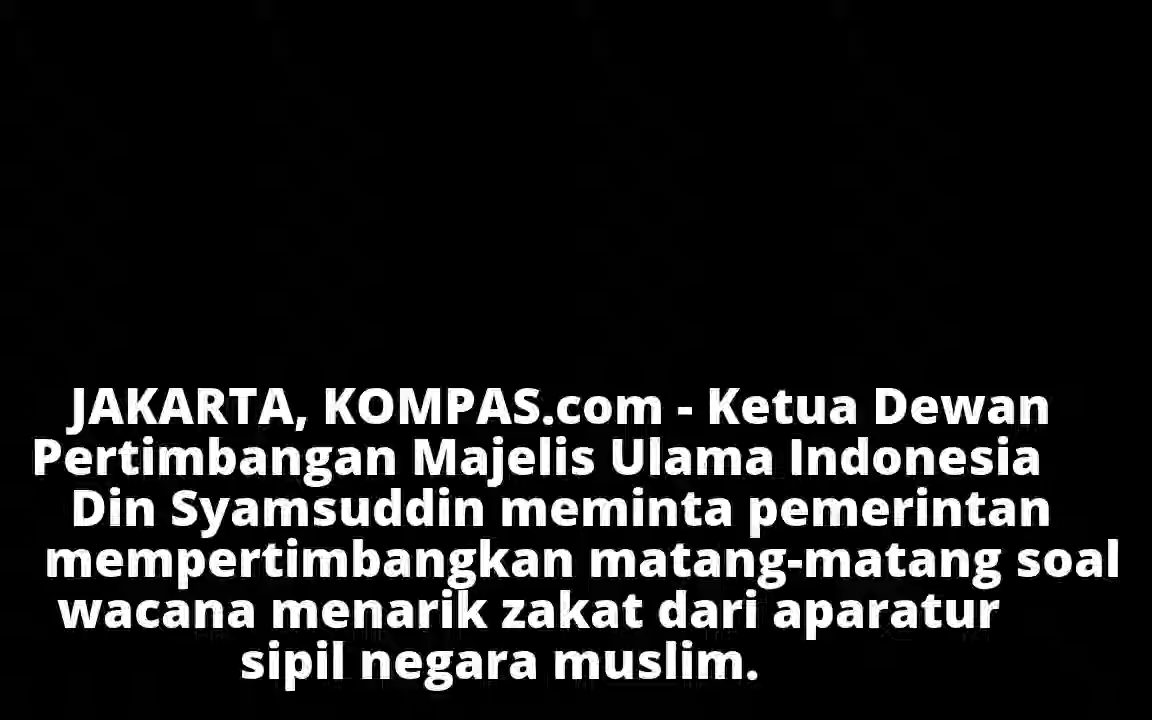 JAKARTA, KOMPAS.com - Ketua Dewan
Pertimbangan Majelis Ulama Indonesia
Din Syamsuddin meminta pemerintan
mempertimbangkan matang-matang soal
wacana menarik zakat dari aparatur
sipil negara muslim.